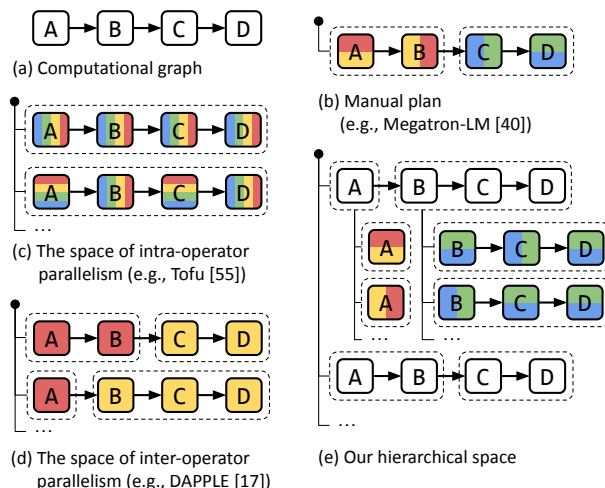 A B C D
(a) Computational graph
A B C D
(b) Manual plan
(e.g., Megatron-LM [40])
A B C D
A B C D
...
(c) The space of intra-operator
parallelism (e.g., Tofu [55])
A B C D
A B C D
...
(d) The space of inter-operator
parallelism (e.g., DAPPLE [17])
A B C D
A B C D
A B C D
... ...
A B C D
...
(e) Our hierarchical space